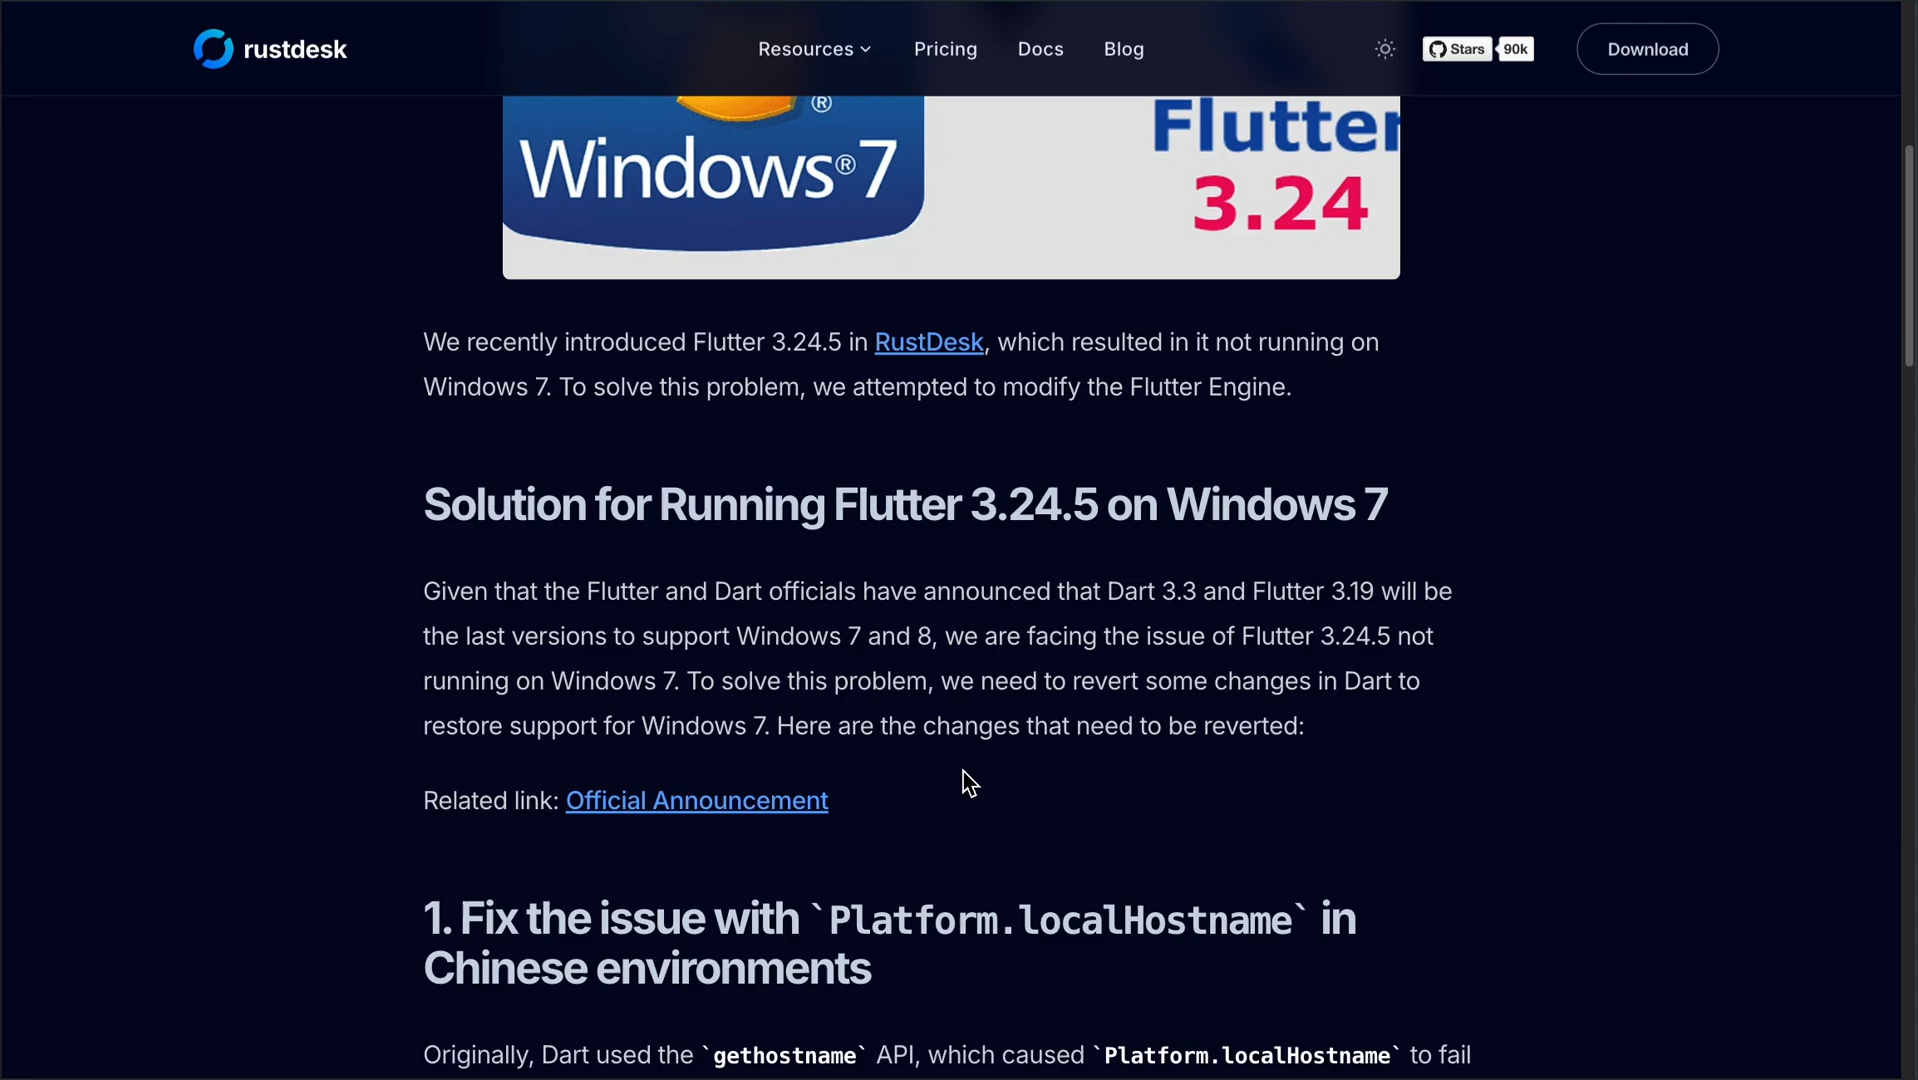 rustdesk
Resources
Pricing
Docs
Blog
Stars
90k
Download
®
Windows®7
Flutter
3.24
We recently introduced Flutter 3.24.5 in RustDesk, which resulted in it not running on
Windows 7. To solve this problem, we attempted to modify the Flutter Engine.
Solution for Running Flutter 3.24.5 on Windows 7
Given that the Flutter and Dart officials have announced that Dart 3.3 and Flutter 3.19 will be
the last versions to support Windows 7 and 8, we are facing the issue of Flutter 3.24.5 not
running on Windows 7. To solve this problem, we need to revert some changes in Dart to
restore support for Windows 7. Here are the changes that need to be reverted:
Related link: Official Announcement
1. Fix the issue with `Platform.localHostname` in
Chinese environments
Originally, Dart used the `gethostname` API, which caused `Platform.localHostname` to fail